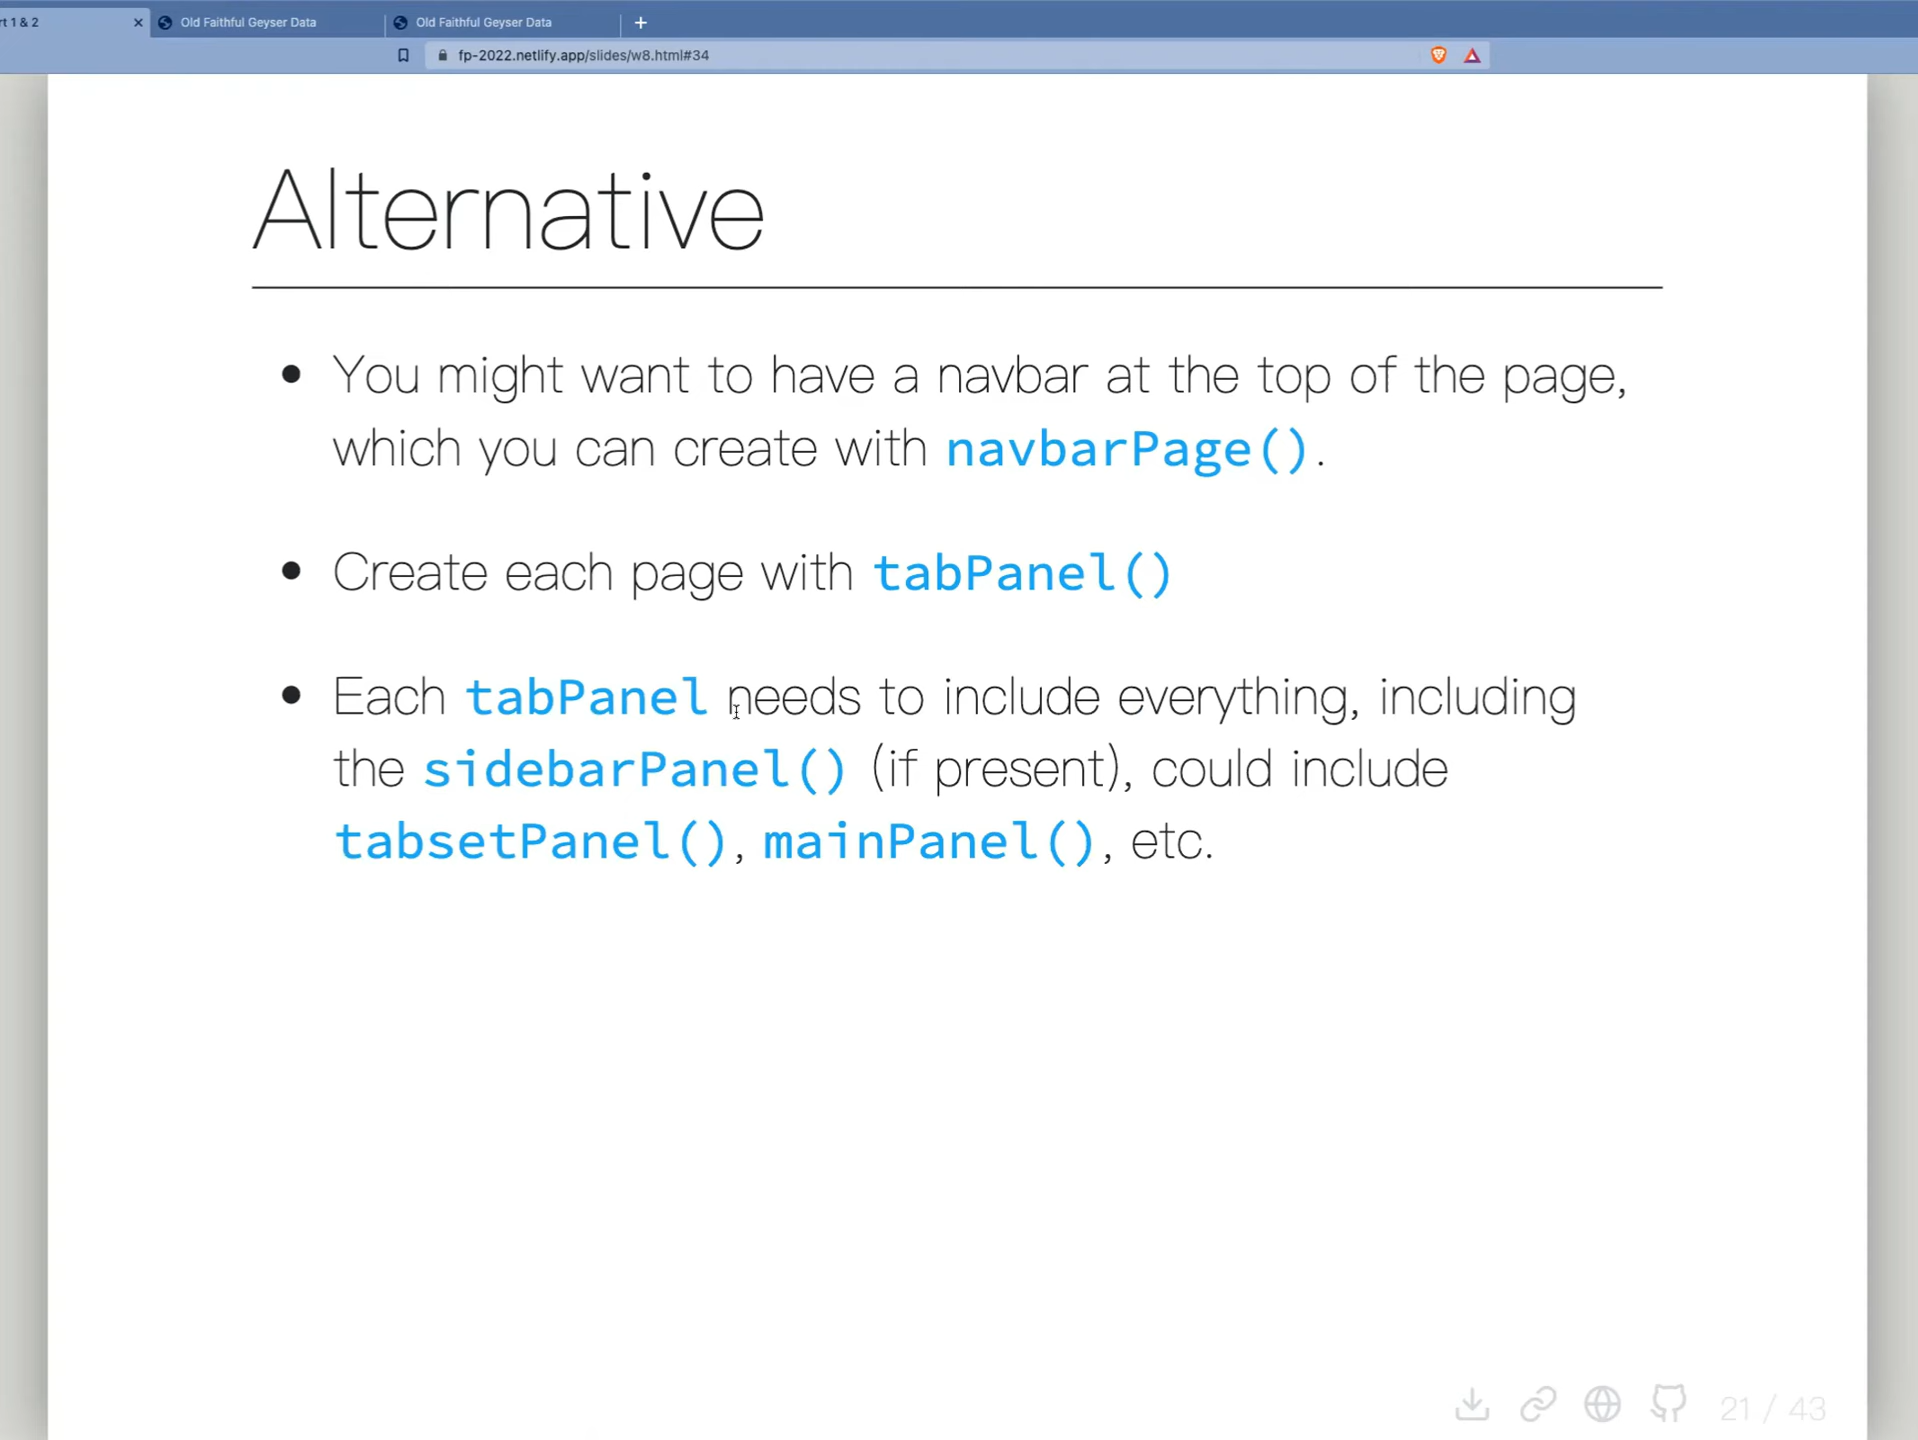 rt 1 & 2
Old Faithful Geyser Data
Old Faithful Geyser Data
fp-2022.netlify.app/slides/w8.html#34
Alternative
• You might want to have a navbar at the top of the page,
which you can create with navbarPage().
• Create each page with tabPanel()
• Each tabPanel needs to include everything, including
the sidebarPanel() (if present), could include
tabsetPanel(), mainPanel(), etc.
21 / 43